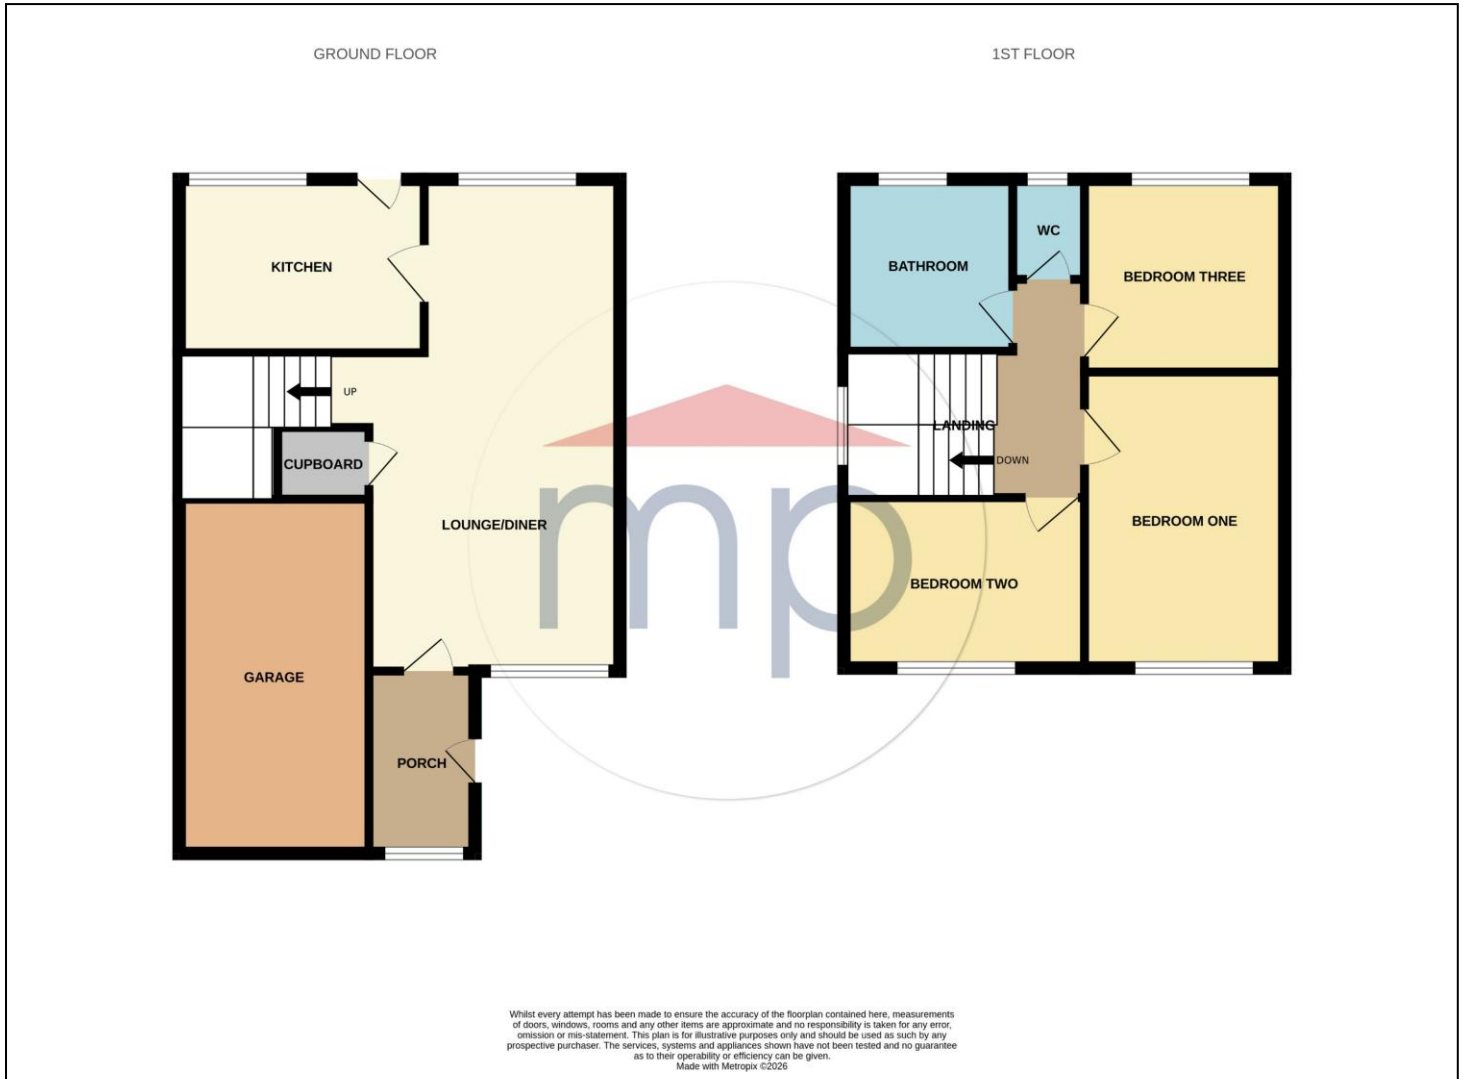 GROUND FLOOR
1ST FLOOR
KITCHEN
UP
CUPBOARD
LOUNGE/DINER
GARAGE
PORCH
BATHROOM
WC
BEDROOM THREE
LANDING
DOWN
BEDROOM ONE
BEDROOM TWO
mp
Whilst every attempt has been made to ensure the accuracy of the floorplan contained here, measurements
of doors, windows, rooms and any other items are approximate and no responsibility is taken for any error,
omission or mis-statement. This plan is for illustrative purposes only and should be used as such by any
prospective purchaser. The services, systems and appliances shown have not been tested and no guarantee
as to their operability or efficiency can be given.
Made with Metropix ©2026